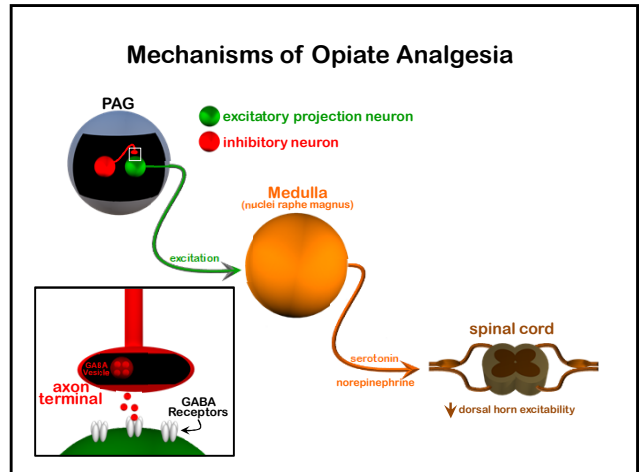 Mechanisms of Opiate Analgesia
PAG
excitatory projection neuron
inhibitory neuron
Medulla
(nuclei raphe magnus)
excitation
GABA
Vesicle
axon
terminal
GABA
Receptors
serotonin
norepinephrine
spinal cord
dorsal horn excitability